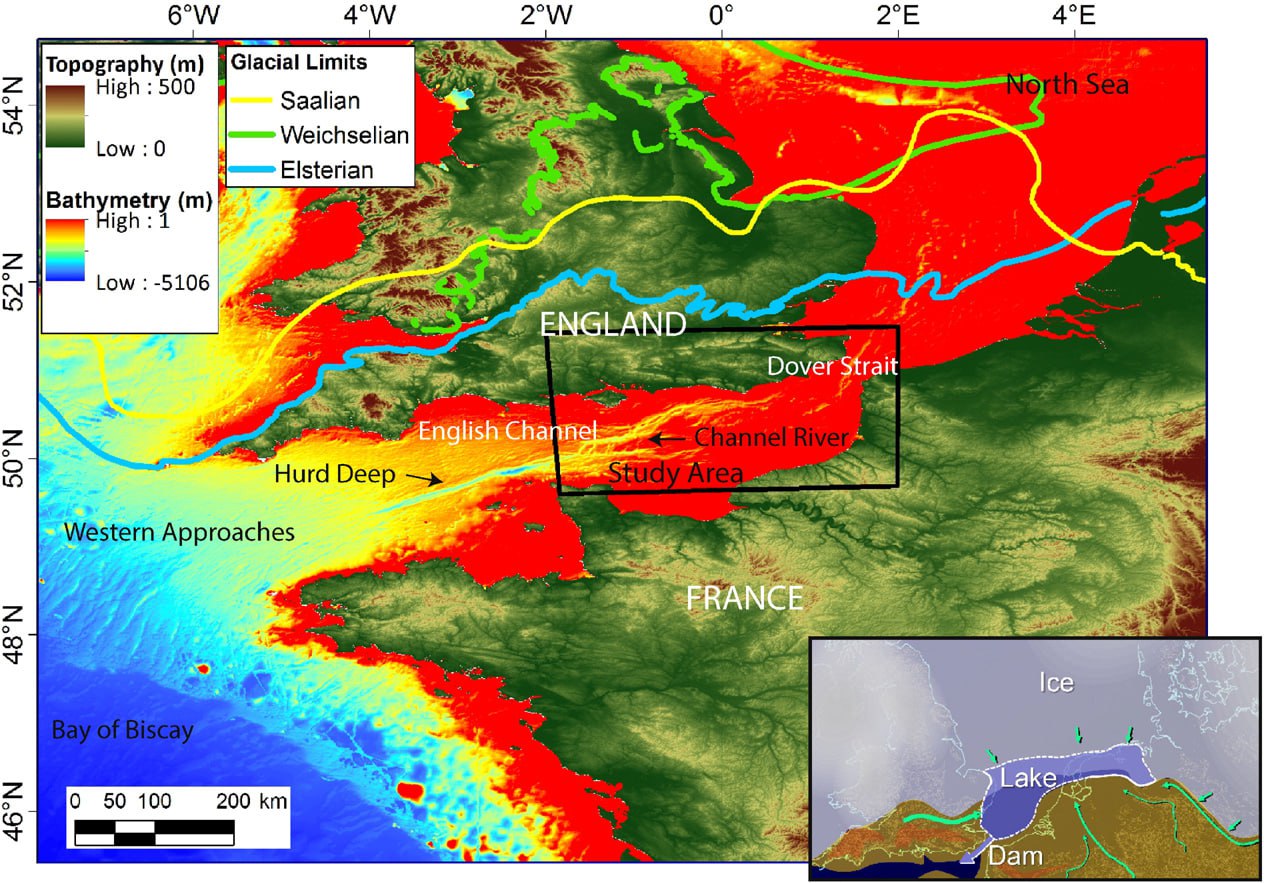 6°W 4°W 2°W 0° 2°E 4°E
54°N
52°N
50°N
48°N
46°N
Topography (m)
High : 500
Low : 0
Bathymetry (m)
High : 1
Low : -5106
Glacial Limits
Saalian
Weichselian
Elsterian
North Sea
ENGLAND
Dover Strait
English Channel
Channel River
Hurd Deep
Study Area
Western Approaches
FRANCE
Bay of Biscay
0 50 100 200 km
Ice
Lake
Dam